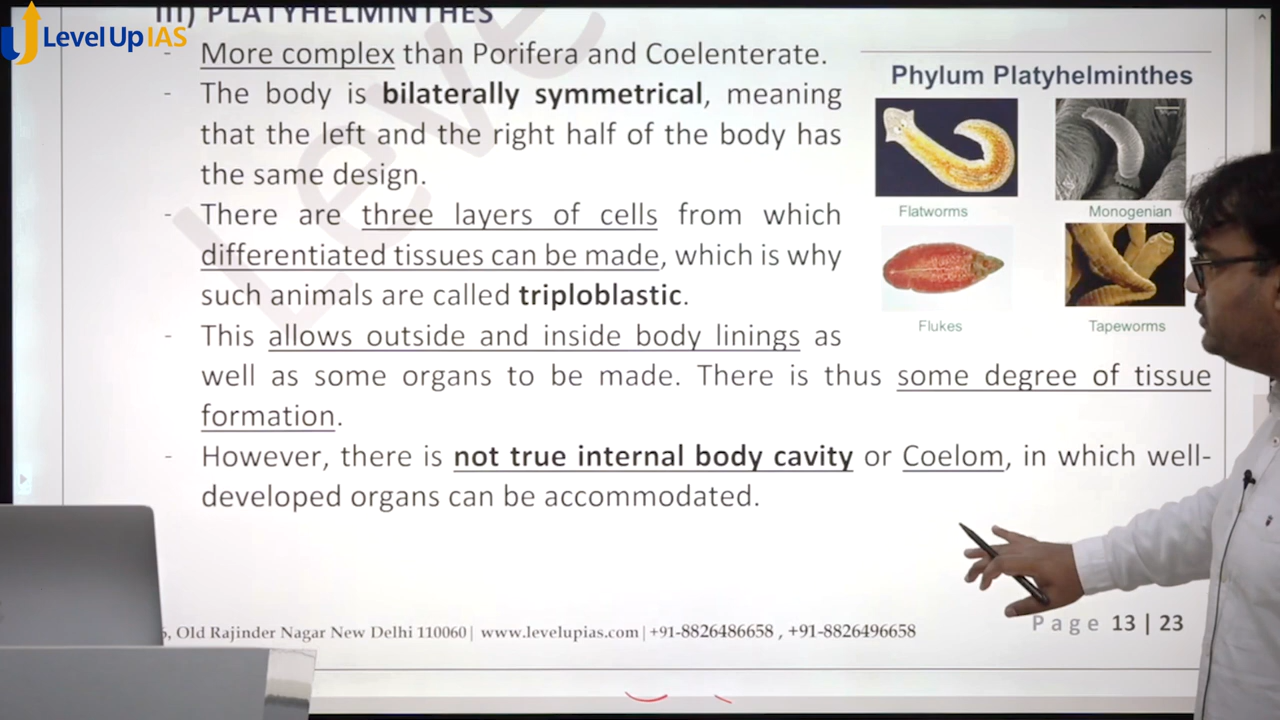 Level Up IAS
III) PLATYHELMINTHES
- More complex than Porifera and Coelenterate.
- The body is bilaterally symmetrical, meaning
that the left and the right half of the body has
the same design.
- There are three layers of cells from which
differentiated tissues can be made, which is why
such animals are called triploblastic.
- This allows outside and inside body linings as
well as some organs to be made. There is thus some degree of tissue
formation.
- However, there is not true internal body cavity or Coelom, in which well-
developed organs can be accommodated.
Phylum Platyhelminthes
Flatworms
Monogenian
Flukes
Tapeworms
Leve
, Old Rajinder Nagar New Delhi 110060| www.levelupias.com | +91-8826486658 , +91-8826496658
Page 13 | 23